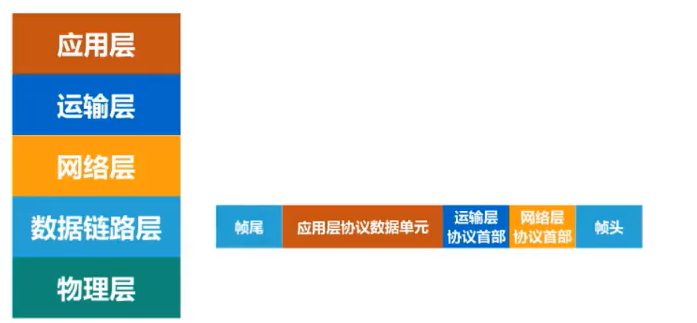 应用层
运输层
网络层
数据链路层
物理层
帧尾
应用层协议数据单元
运输层
协议首部
网络层
协议首部
帧头